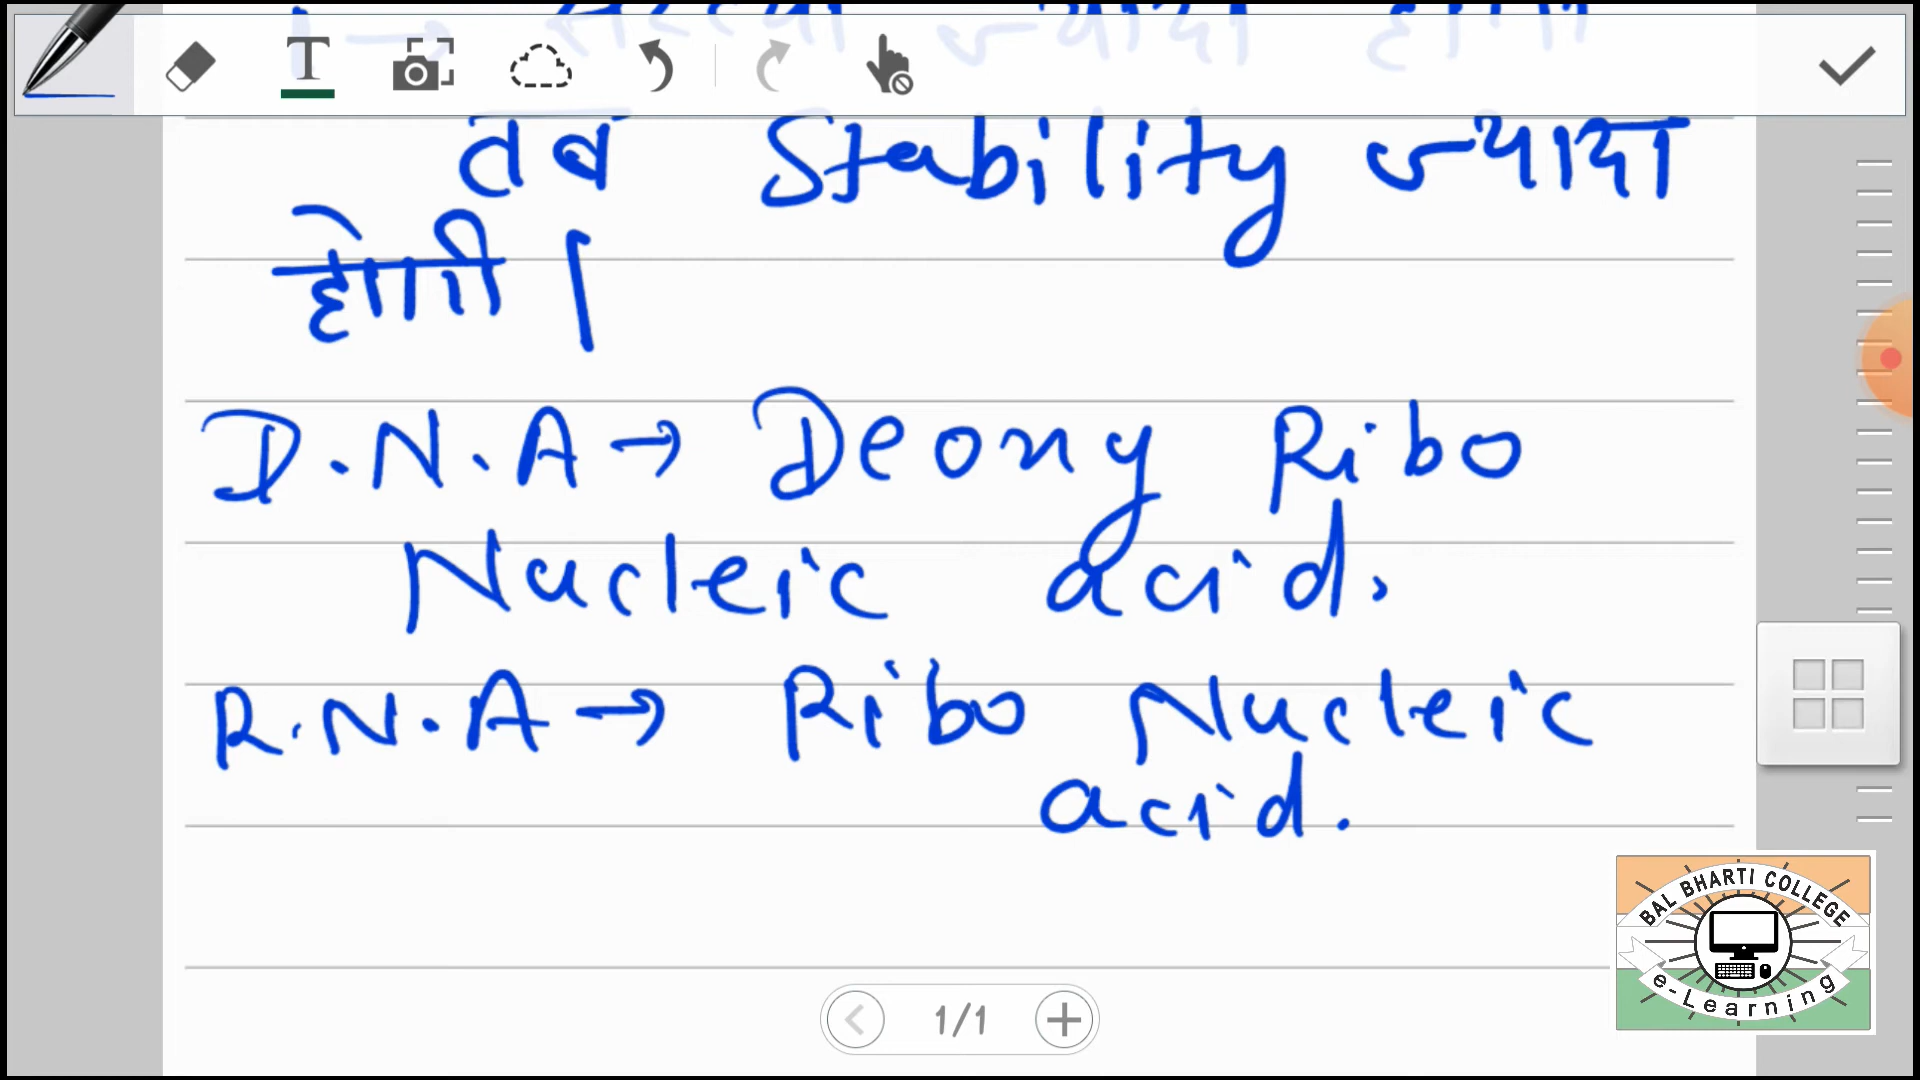 ज्यादा होगी
तब Stability ज्यादा
होगी |
D.N.A → Deoxy Ribo
Nucleic acid.
R.N.A → Ribo Nucleic
acid.
1/1
BAL BHARTI COLLEGE
e-Learning